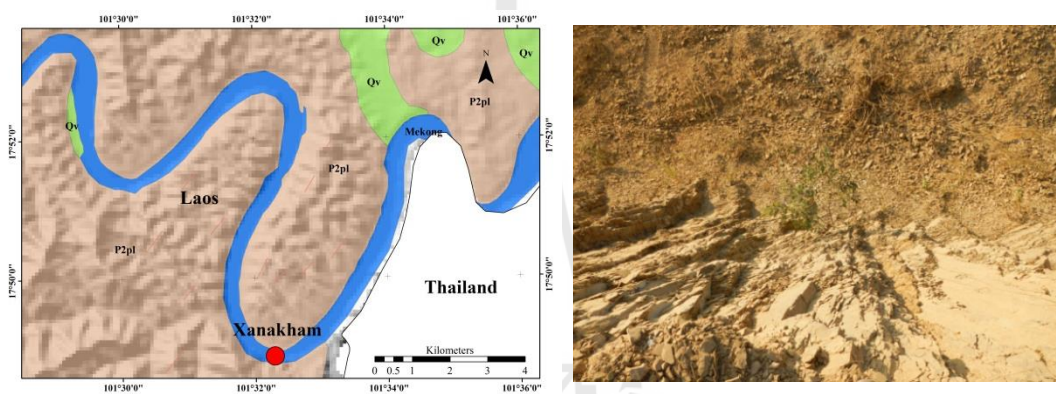 101°30'0"
101°32'0"
101°34'0"
101°36'0"
Qv
Qv
Qv
N
P2pl
17°52'0"
17°52'0"
Qv
Mekong
P2pl
Laos
P2pl
17°50'0"
17°50'0"
Thailand
Xanakham
Kilometers
0 0.5 1 2 3 4
101°30'0"
101°32'0"
101°34'0"
101°36'0"